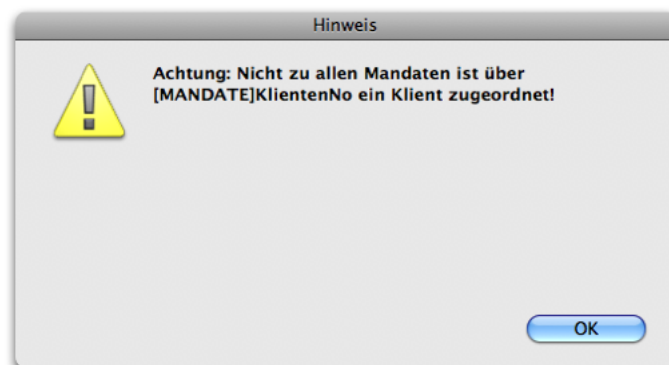 Hinweis
Achtung: Nicht zu allen Mandaten ist über
[MANDATE]KlientenNo ein Klient zugeordnet!
OK